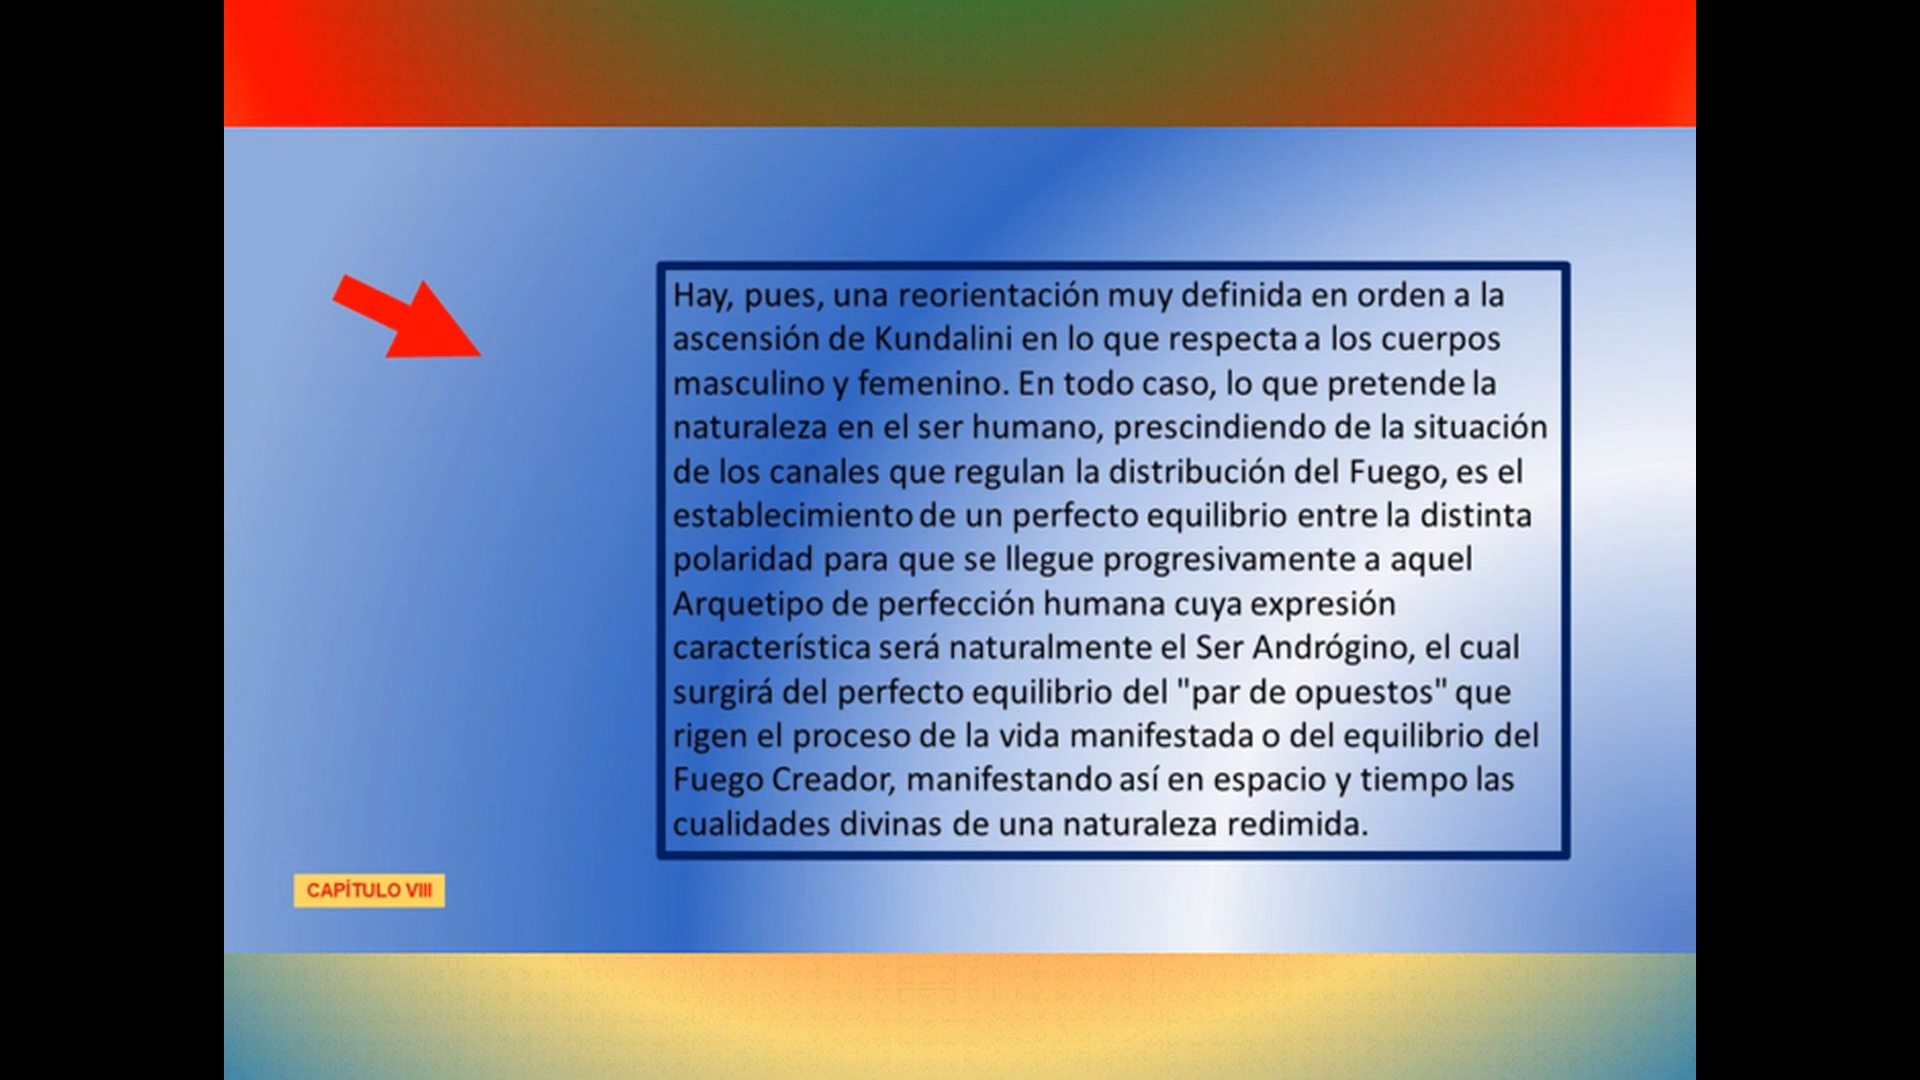 Hay, pues, una reorientación muy definida en orden a la
ascensión de Kundalini en lo que respecta a los cuerpos
masculino y femenino. En todo caso, lo que pretende la
naturaleza en el ser humano, prescindiendo de la situación
de los canales que regulan la distribución del Fuego, es el
establecimiento de un perfecto equilibrio entre la distinta
polaridad para que se llegue progresivamente a aquel
Arquetipo de perfección humana cuya expresión
característica será naturalmente el Ser Andrógino, el cual
surgirá del perfecto equilibrio del "par de opuestos" que
rigen el proceso de la vida manifestada o del equilibrio del
Fuego Creador, manifestando así en espacio y tiempo las
cualidades divinas de una naturaleza redimida.
CAPÍTULO VIII